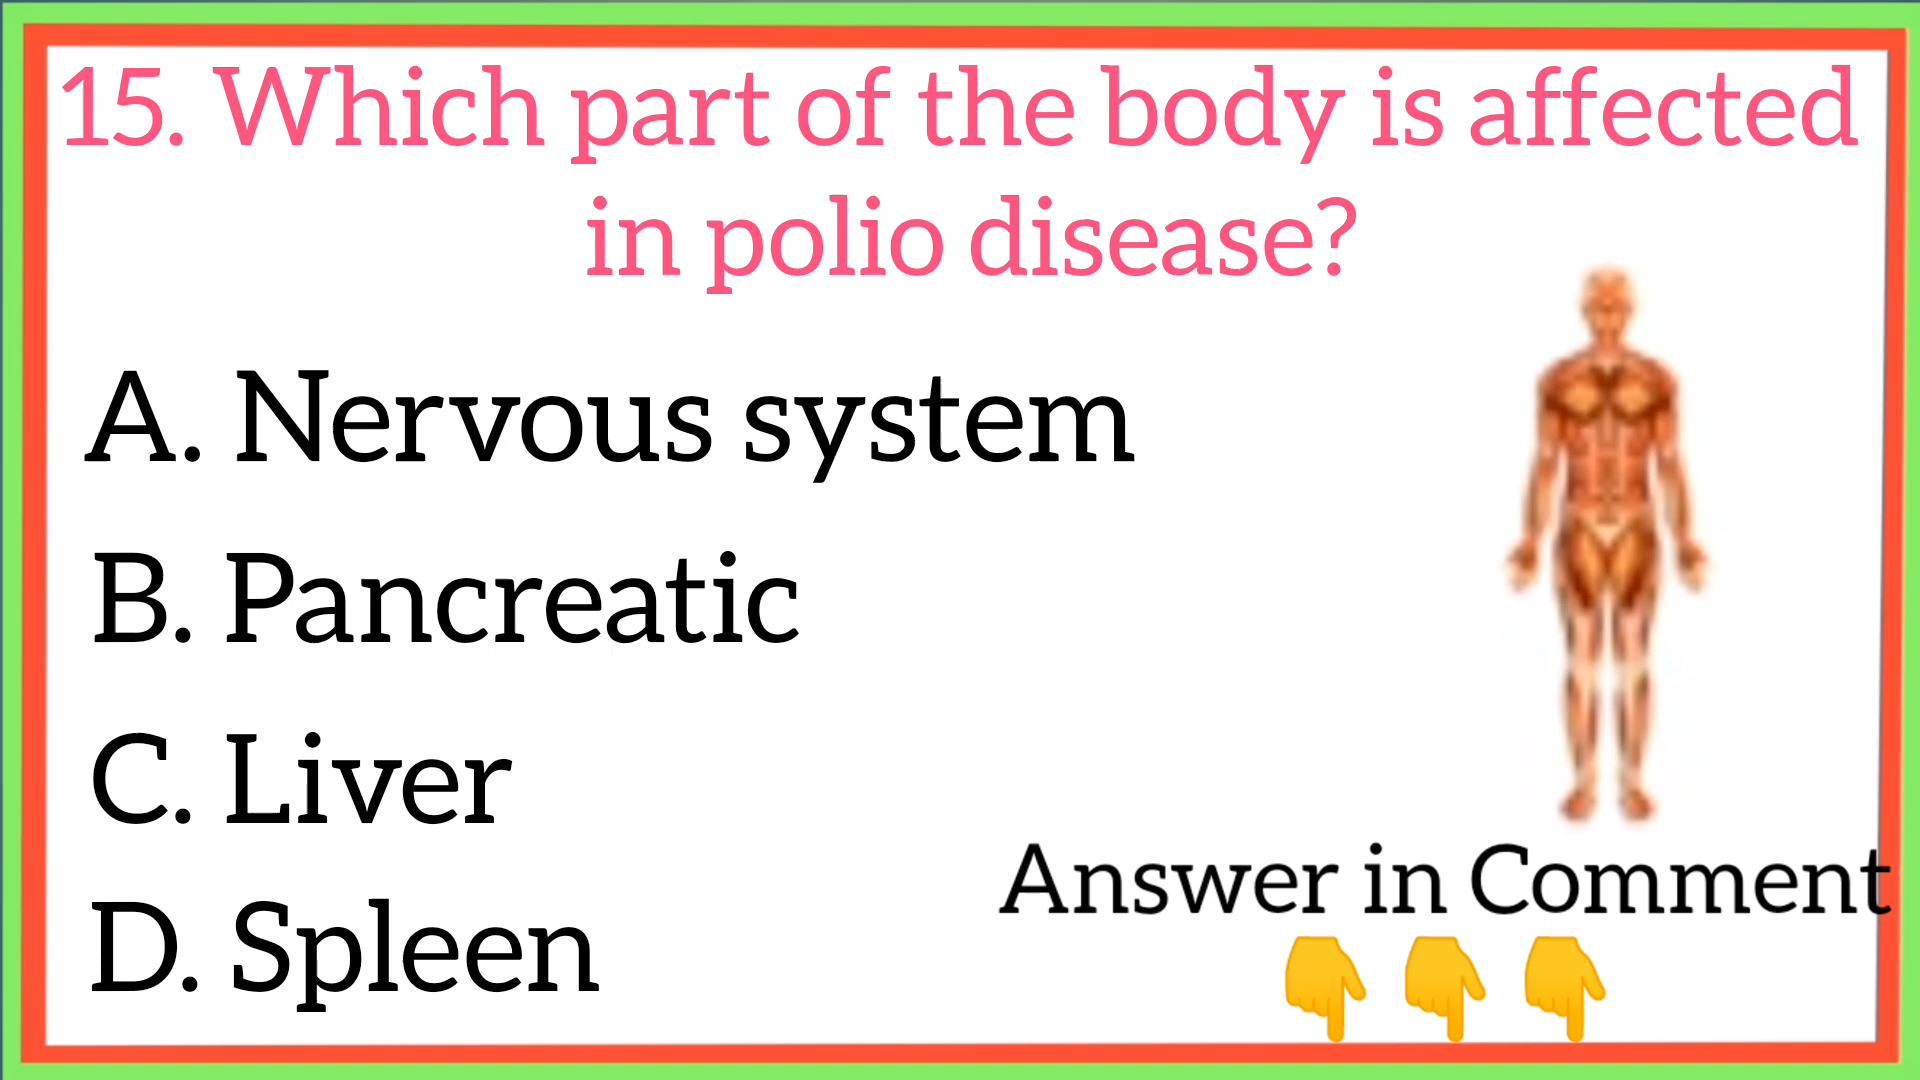 15. Which part of the body is affected
in polio disease?
A. Nervous system
B. Pancreatic
C. Liver
D. Spleen
Answer in Comment